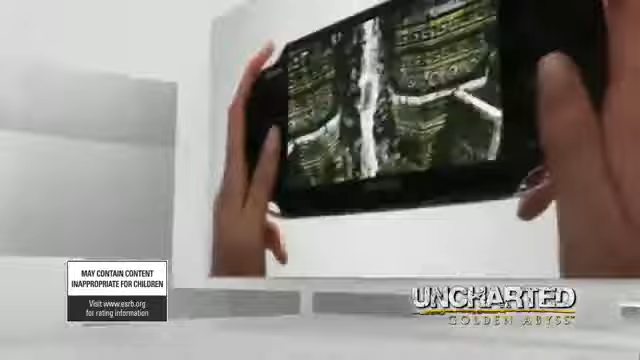 MAY CONTAIN CONTENT
INAPPROPRIATE FOR CHILDREN
Visit www.esrb.org
for rating information
UNCHARTED
GOLDEN ABYSS